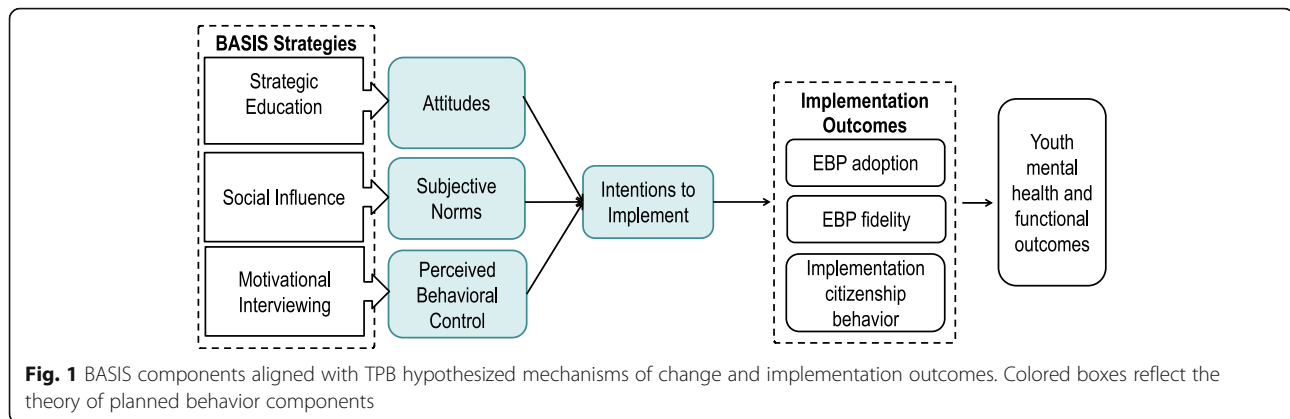 BASIS Strategies
Strategic
Education
Social Influence
Motivational
Interviewing
Attitudes
Subjective
Norms
Perceived
Behavioral
Control
Intentions to
Implement
Implementation
Outcomes
EBP adoption
EBP fidelity
Implementation
citizenship
behavior
Youth
mental
health and
functional
outcomes
Fig. 1 BASIS components aligned with TPB hypothesized mechanisms of change and implementation outcomes. Colored boxes reflect the
theory of planned behavior components